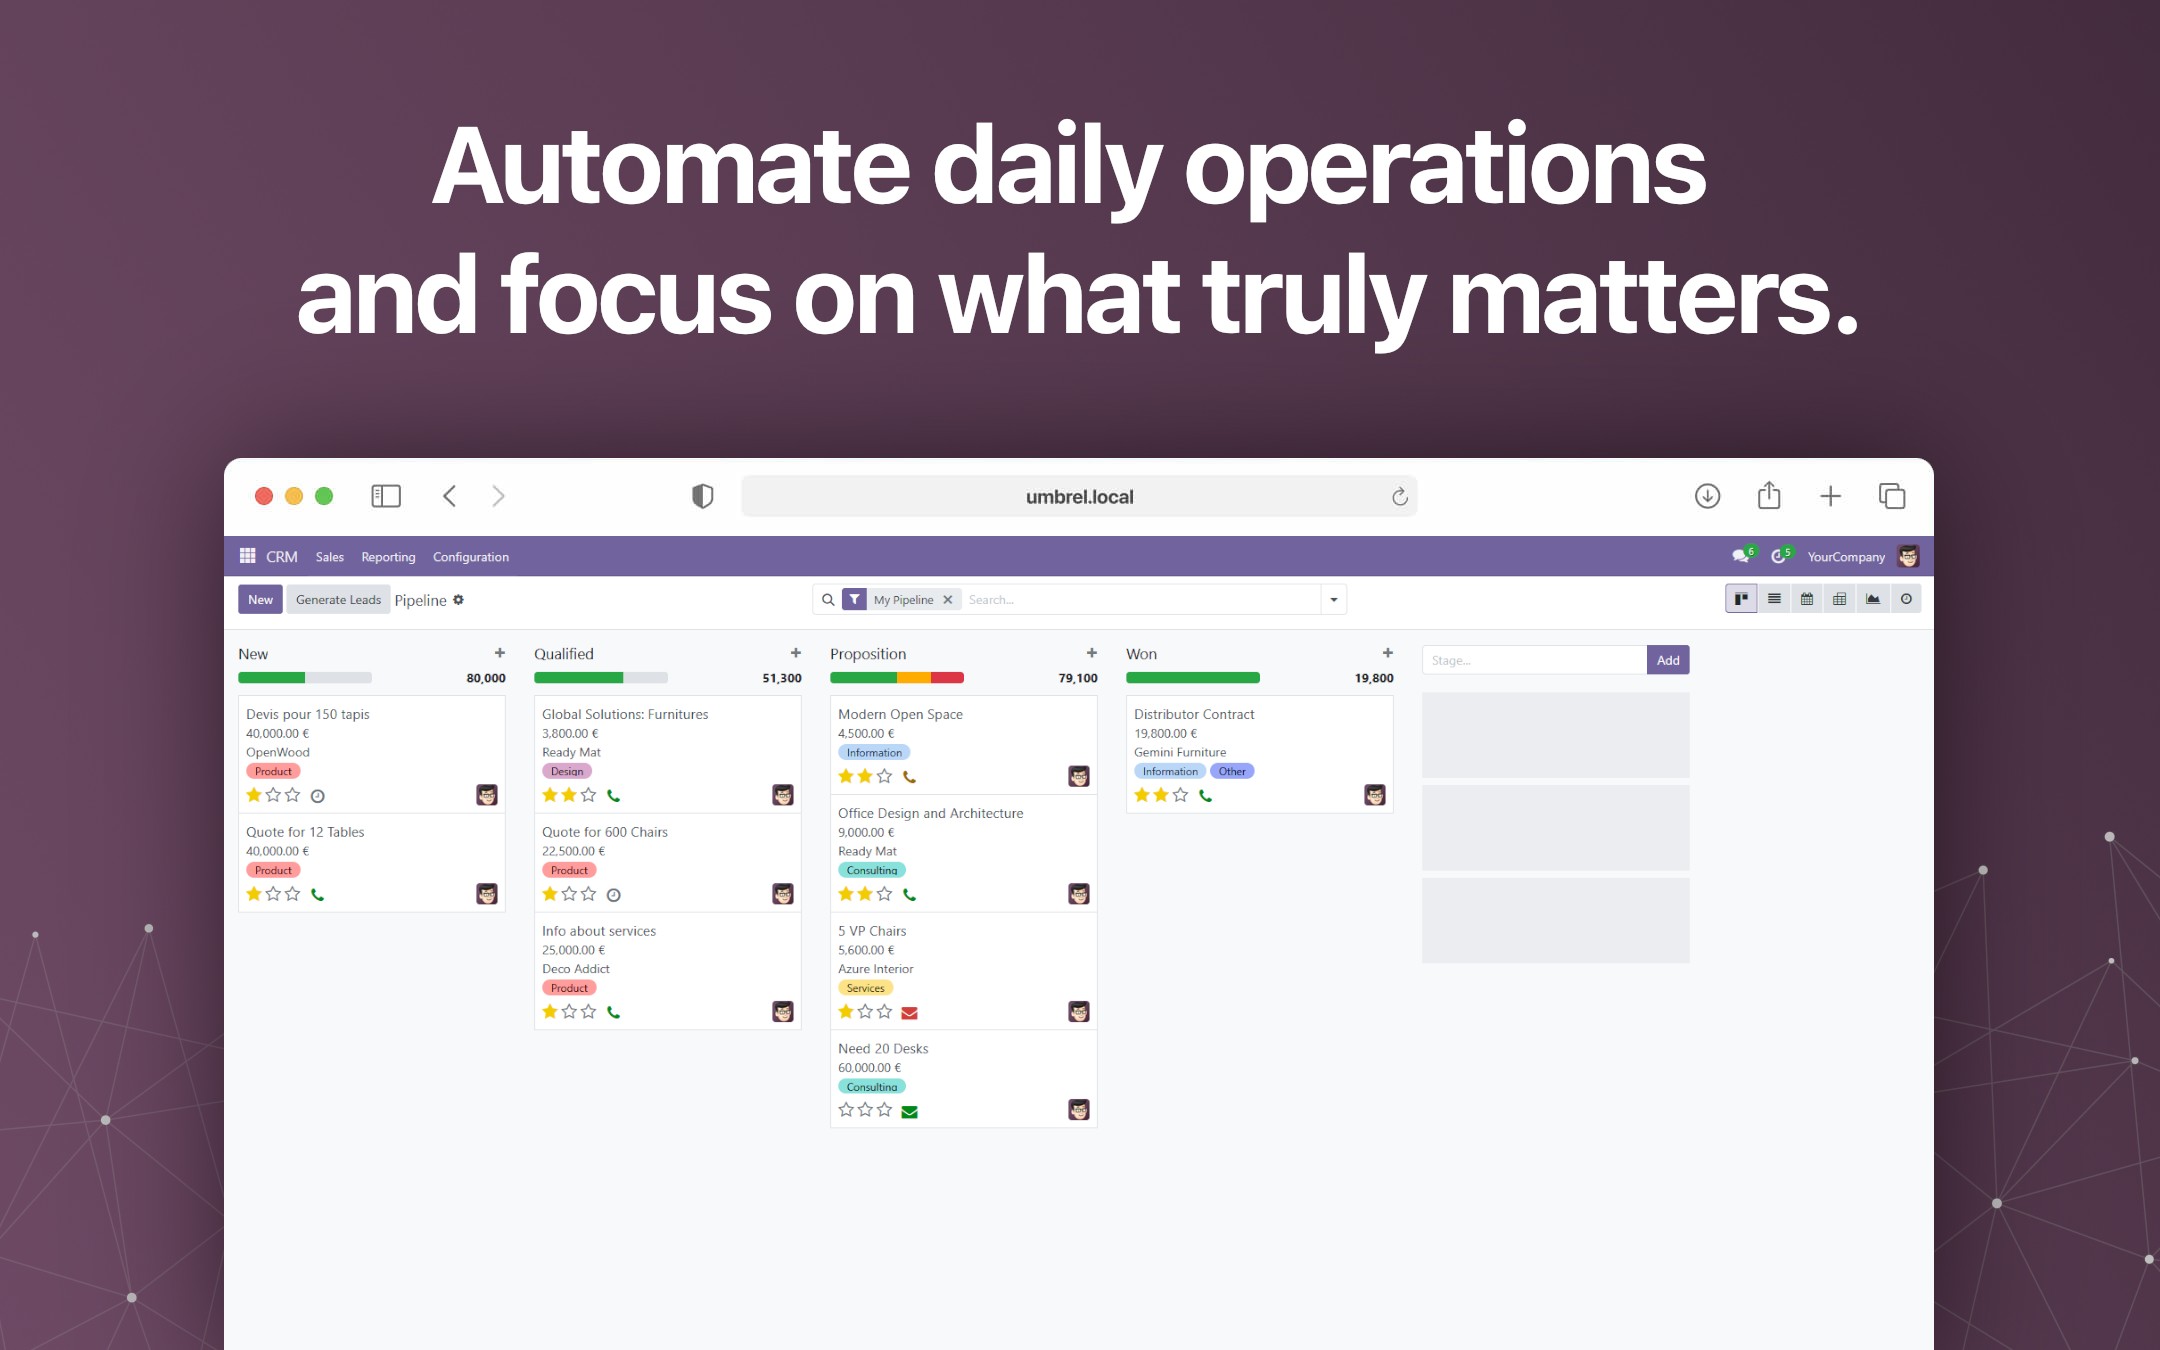 Automate daily operations
and focus on what truly matters.
umbrel.local
CRM Sales Reporting Configuration 6 5 YourCompany
New Generate Leads Pipeline My Pipeline Search...
New
80,000
Devis pour 150 tapis
40,000.00 €
OpenWood
Product
Quote for 12 Tables
40,000.00 €
Product
Qualified
51,300
Global Solutions: Furnitures
3,800.00 €
Ready Mat
Design
Quote for 600 Chairs
22,500.00 €
Product
Info about services
25,000.00 €
Deco Addict
Product
Proposition
79,100
Modern Open Space
4,500.00 €
Information
Office Design and Architecture
9,000.00 €
Ready Mat
Consulting
5 VP Chairs
5,600.00 €
Azure Interior
Services
Need 20 Desks
60,000.00 €
Consulting
Won
19,800
Distributor Contract
19,800.00 €
Gemini Furniture
Information Other
Stage... Add